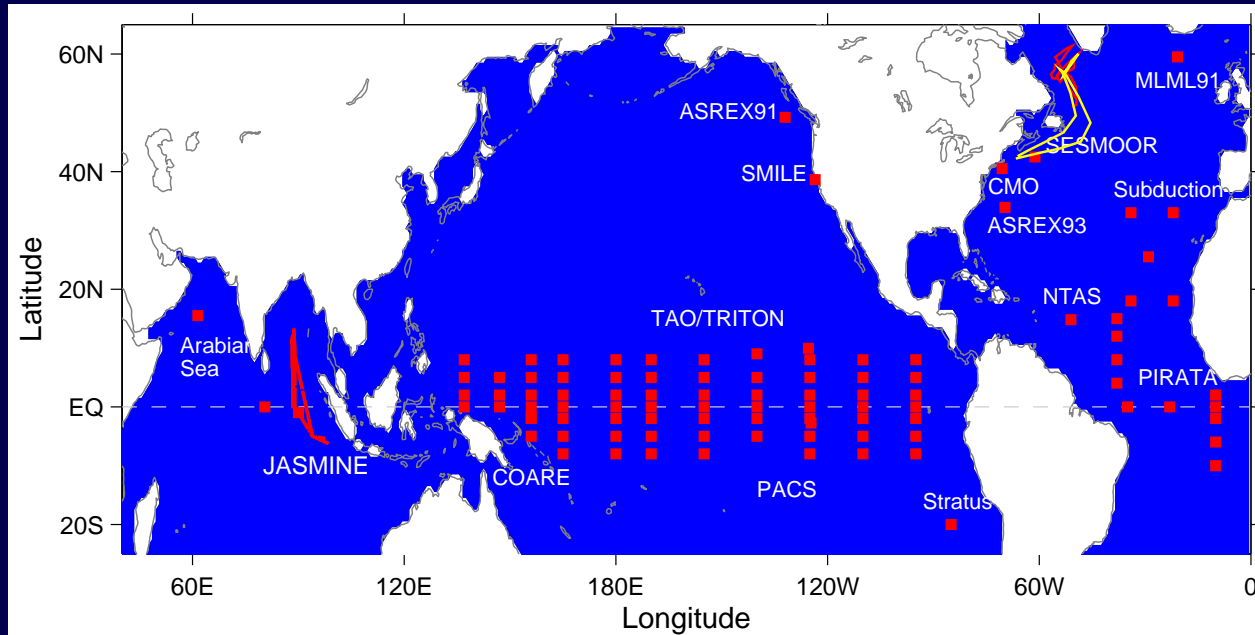 60N
40N
20N
EQ
20S
Latitude
ASREX91
SMILE
MLML91
SESMOOR
CMO
ASREX93
Subduction
NTAS
TAO/TRITON
Arabian
Sea
PIRATA
JASMINE
COARE
PACS
Stratus
60E
120E
180E
120W
60W
0
Longitude